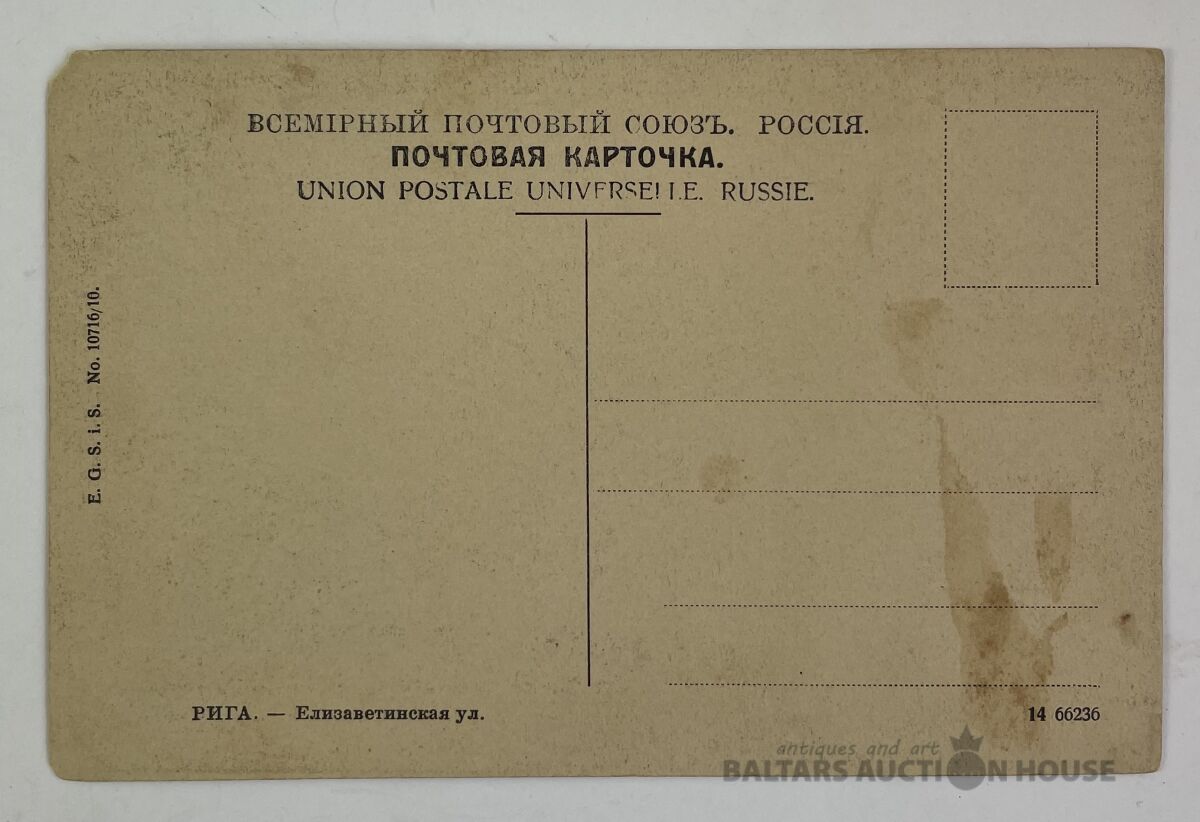 ВСЕМІРНЫЙ ПОЧТОВЫЙ СОЮЗЪ. РОССІЯ.
ПОЧТОВАЯ КАРТОЧКА.
UNION POSTALE UNIVERSELLE. RUSSIE.
E. G. S. i. S. No. 10716/10.
РИГА. — Елизаветинская ул.
14 66236
antiques and art
BALTARS AUCTION HOUSE